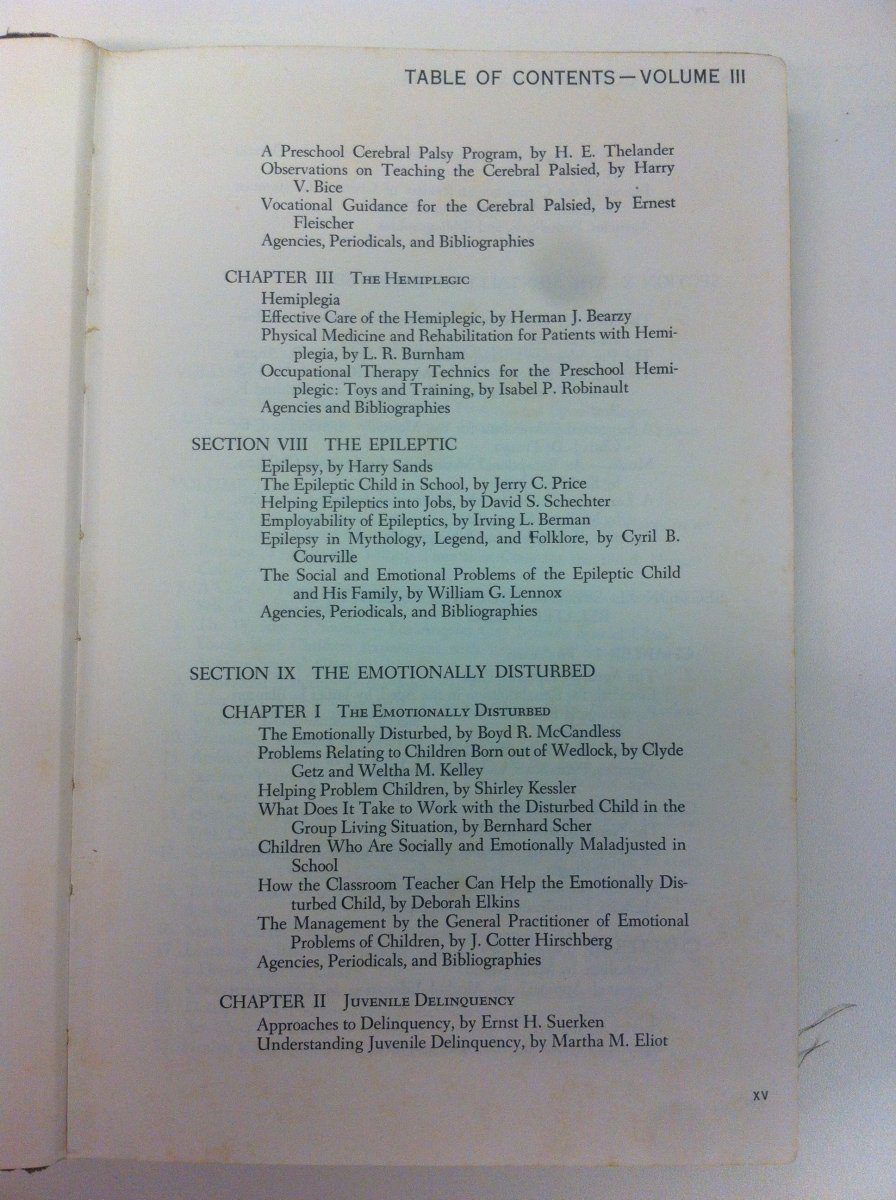 TABLE OF CONTENTS—VOLUME III
A Preschool Cerebral Palsy Program, by H. E. Thelander
Observations on Teaching the Cerebral Palsied, by Harry
V. Bice
Vocational Guidance for the Cerebral Palsied, by Ernest
Fleischer
Agencies, Periodicals, and Bibliographies
CHAPTER III THE HEMIPLEGIC
Hemiplegia
Effective Care of the Hemiplegic, by Herman J. Bearzy
Physical Medicine and Rehabilitation for Patients with Hemi-
plegia, by L. R. Burnham
Occupational Therapy Technics for the Preschool Hemi-
plegic: Toys and Training, by Isabel P. Robinault
Agencies and Bibliographies
SECTION VIII THE EPILEPTIC
Epilepsy, by Harry Sands
The Epileptic Child in School, by Jerry C. Price
Helping Epileptics into Jobs, by David S. Schechter
Employability of Epileptics, by Irving L. Berman
Epilepsy in Mythology, Legend, and Folklore, by Cyril B.
Courville
The Social and Emotional Problems of the Epileptic Child
and His Family, by William G. Lennox
Agencies, Periodicals, and Bibliographies
SECTION IX THE EMOTIONALLY DISTURBED
CHAPTER I THE EMOTIONALLY DISTURBED
The Emotionally Disturbed, by Boyd R. McCandless
Problems Relating to Children Born out of Wedlock, by Clyde
Getz and Weltha M. Kelley
Helping Problem Children, by Shirley Kessler
What Does It Take to Work with the Disturbed Child in the
Group Living Situation, by Bernhard Scher
Children Who Are Socially and Emotionally Maladjusted in
School
How the Classroom Teacher Can Help the Emotionally Dis-
turbed Child, by Deborah Elkins
The Management by the General Practitioner of Emotional
Problems of Children, by J. Cotter Hirschberg
Agencies, Periodicals, and Bibliographies
CHAPTER II JUVENILE DELINQUENCY
Approaches to Delinquency, by Ernst H. Suerken
Understanding Juvenile Delinquency, by Martha M. Eliot
XV